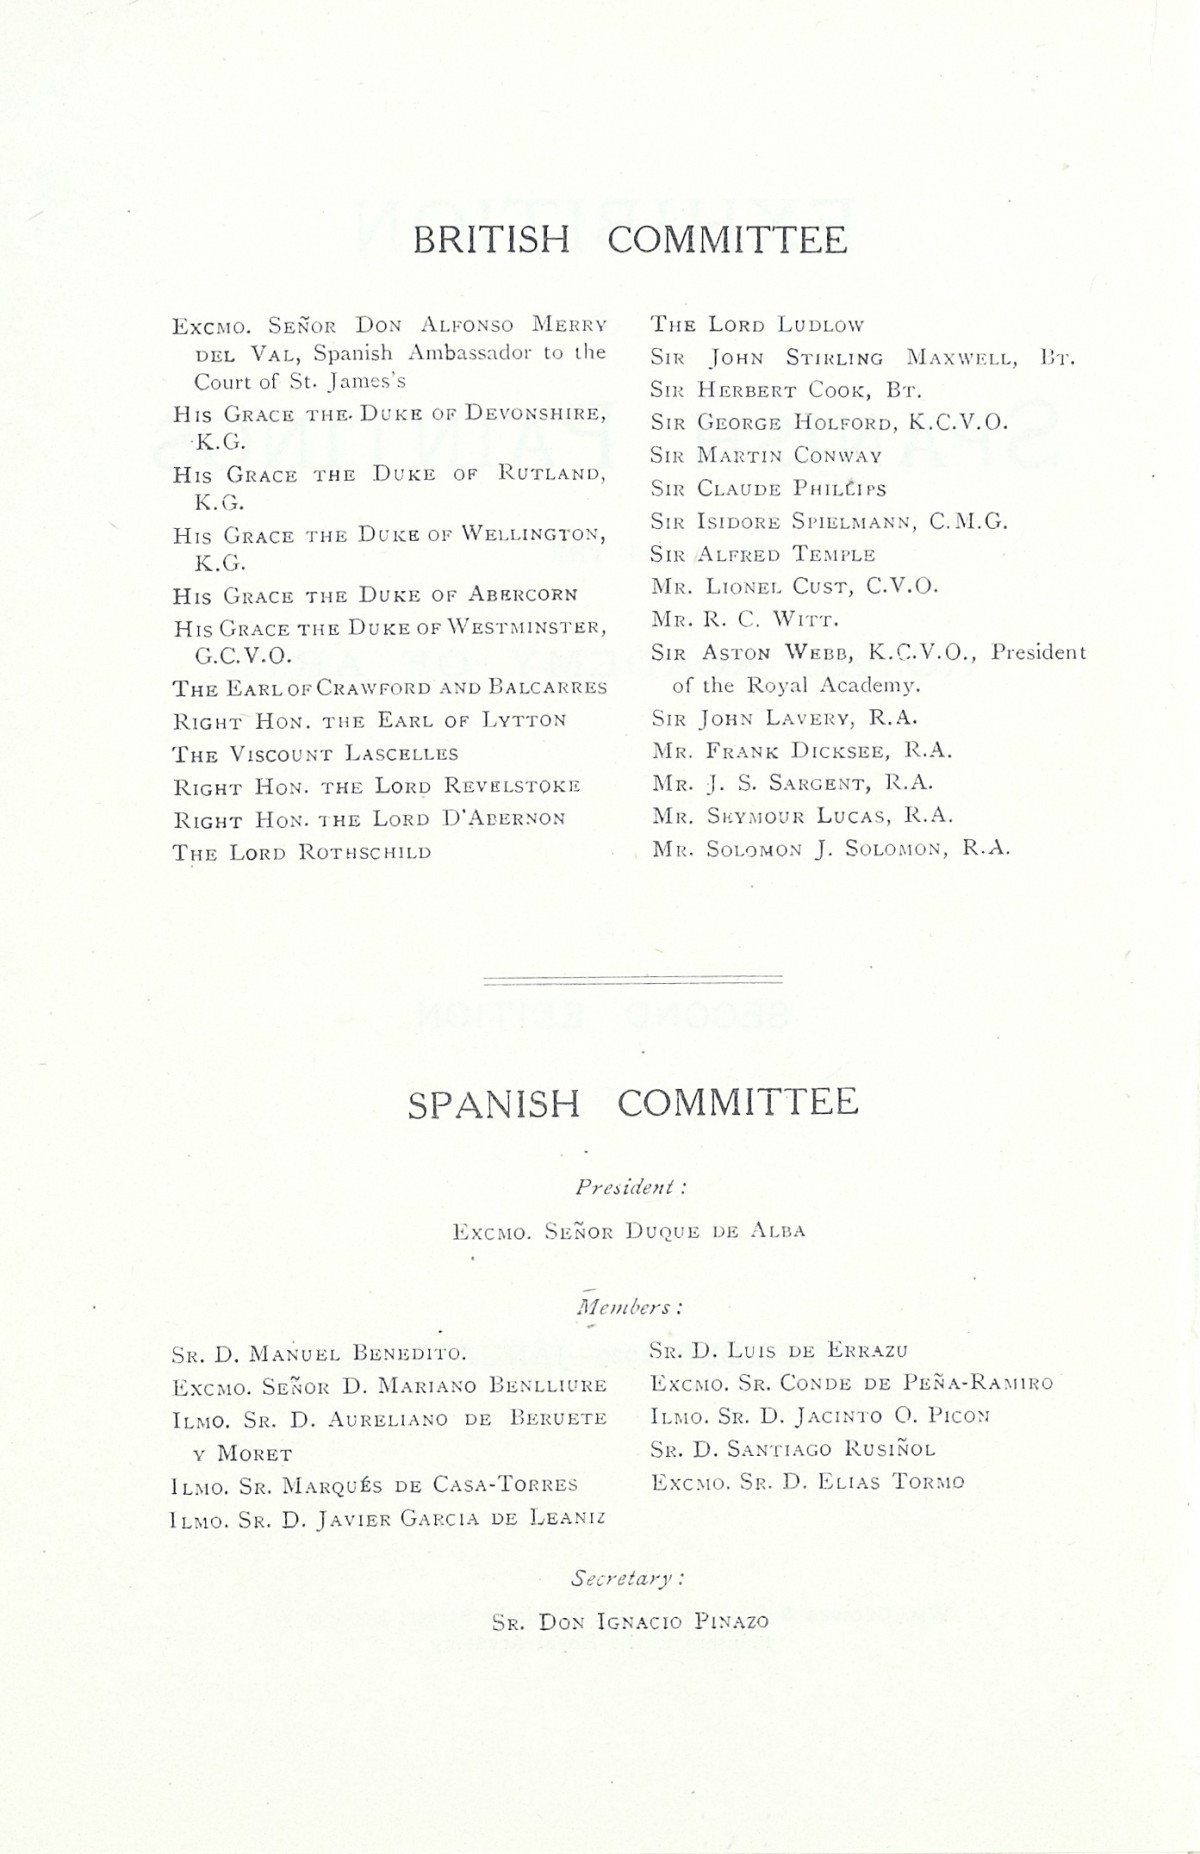 BRITISH COMMITTEE
EXCMO. SEÑOR DON ALFONSO MERRY
DEL VAL, Spanish Ambassador to the
Court of St. James's
HIS GRACE THE DUKE OF DEVONSHIRE,
K.G.
HIS GRACE THE DUKE OF RUTLAND,
K.G.
HIS GRACE THE DUKE OF WELLINGTON,
K.G.
HIS GRACE THE DUKE OF ABERCORN
HIS GRACE THE DUKE OF WESTMINSTER,
G.C.V.O.
THE EARL OF CRAWFORD AND BALCARRES
RIGHT HON. THE EARL OF LYTTON
THE VISCOUNT LASCELLES
RIGHT HON. THE LORD REVELSTOKE
RIGHT HON. THE LORD D'ABERNON
THE LORD ROTHSCHILD
THE LORD LUDLOW
SIR JOHN STIRLING MAXWELL, BT.
SIR HERBERT COOK, BT.
SIR GEORGE HOLFORD, K.C.V.O.
SIR MARTIN CONWAY
SIR CLAUDE PHILLIPS
SIR ISIDORE SPIELMANN, C.M.G.
SIR ALFRED TEMPLE
MR. LIONEL CUST, C.V.O.
MR. R. C. WITT.
SIR ASTON WEBB, K.C.V.O., President
of the Royal Academy.
SIR JOHN LAVERY, R.A.
MR. FRANK DICKSEE, R.A.
MR. J. S. SARGENT, R.A.
MR. SEYMOUR LUCAS, R.A.
MR. SOLOMON J. SOLOMON, R.A.
SPANISH COMMITTEE
President:
EXCMO. SEÑOR DUQUE DE ALBA
Members:
SR. D. MANUEL BENEDITO.
EXCMO. SEÑOR D. MARIANO BENLLIURE
ILMO. SR. D. AURELIANO DE BERUETE
Y MORET
ILMO. SR. MARQUÉS DE CASA-TORRES
ILMO. SR. D. JAVIER GARCIA DE LEANIZ
SR. D. LUIS DE ERRAZU
EXCMO. SR. CONDE DE PEÑA-RAMIRO
ILMO. SR. D. JACINTO O. PICON
SR. D. SANTIAGO RUSIÑOL
EXCMO. SR. D. ELIAS TORMO
Secretary:
SR. DON IGNACIO PINAZO